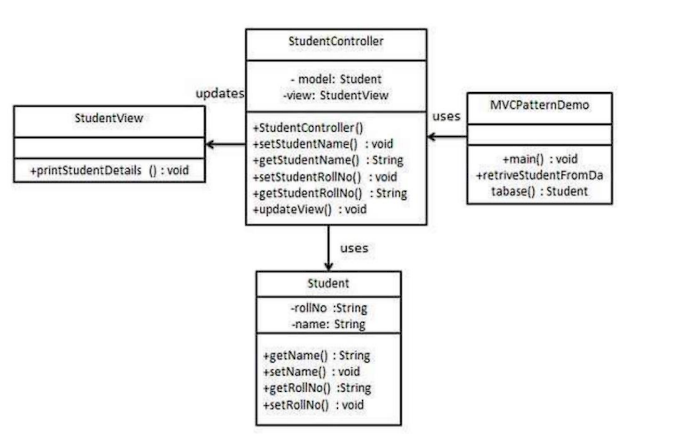 StudentController
- model: Student
-view: StudentView
+StudentController()
+setStudentName() : void
+getStudentName() : String
+setStudentRollNo() : void
+getStudentRollNo() : String
+updateView() : void
updates
StudentView
+printStudentDetails () : void
uses
MVCPatternDemo
+main() : void
+retriveStudentFromDa
tabase() : Student
uses
Student
-rollNo :String
-name: String
+getName() : String
+setName() : void
+getRollNo() :String
+setRollNo() : void